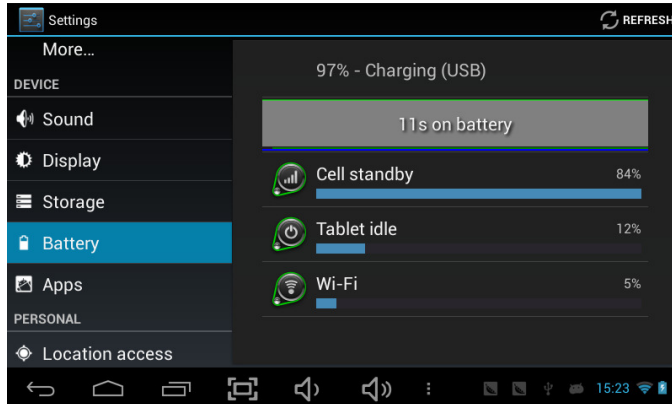 Settings
REFRESH
More...
DEVICE
Sound
Display
Storage
Battery
Apps
PERSONAL
Location access
97% - Charging (USB)
11s on battery
Cell standby
84%
Tablet idle
12%
Wi-Fi
5%
15:23